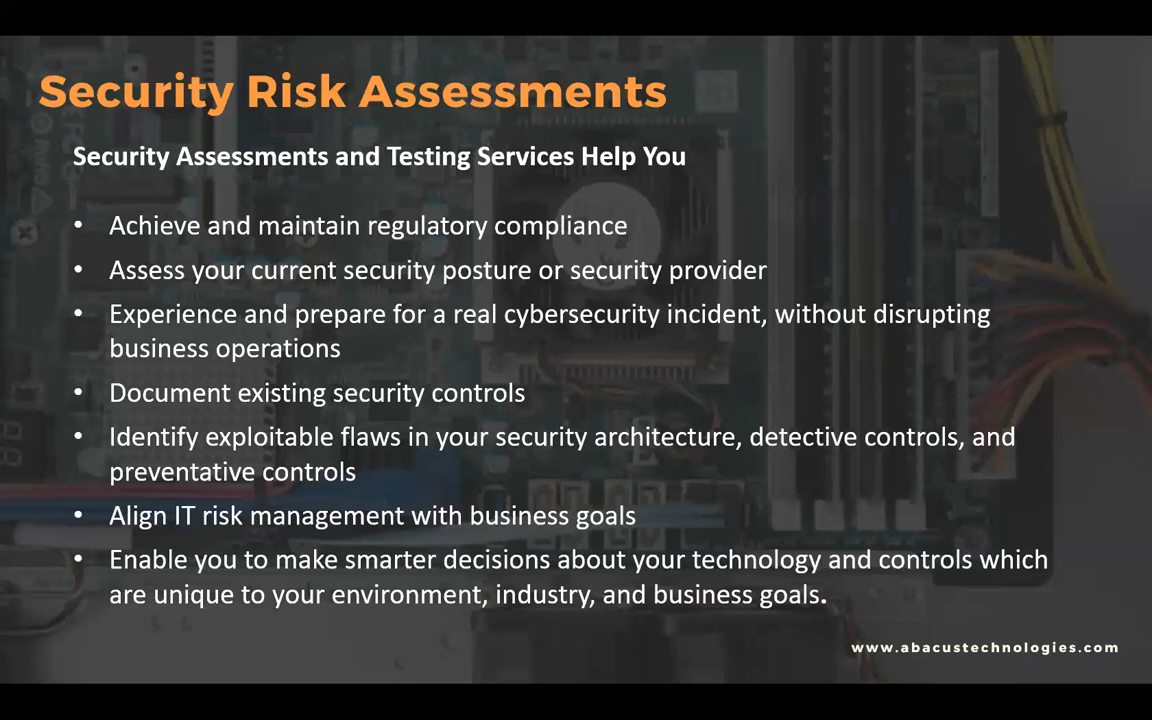 Security Risk Assessments
Security Assessments and Testing Services Help You
• Achieve and maintain regulatory compliance
• Assess your current security posture or security provider
• Experience and prepare for a real cybersecurity incident, without disrupting
business operations
• Document existing security controls
• Identify exploitable flaws in your security architecture, detective controls, and
preventative controls
• Align IT risk management with business goals
• Enable you to make smarter decisions about your technology and controls which
are unique to your environment, industry, and business goals.
www.abacustechnologies.com